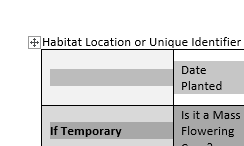 Habitat Location or Unique Identifier
Date
Planted
If Temporary
Is it a Mass
Flowering